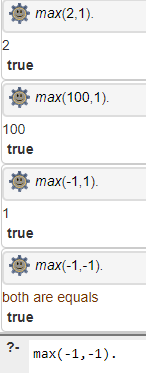 max(2,1).
2
true
max(100,1).
100
true
max(-1,1).
1
true
max(-1,-1).
both are equals
true
?- max(-1,-1).